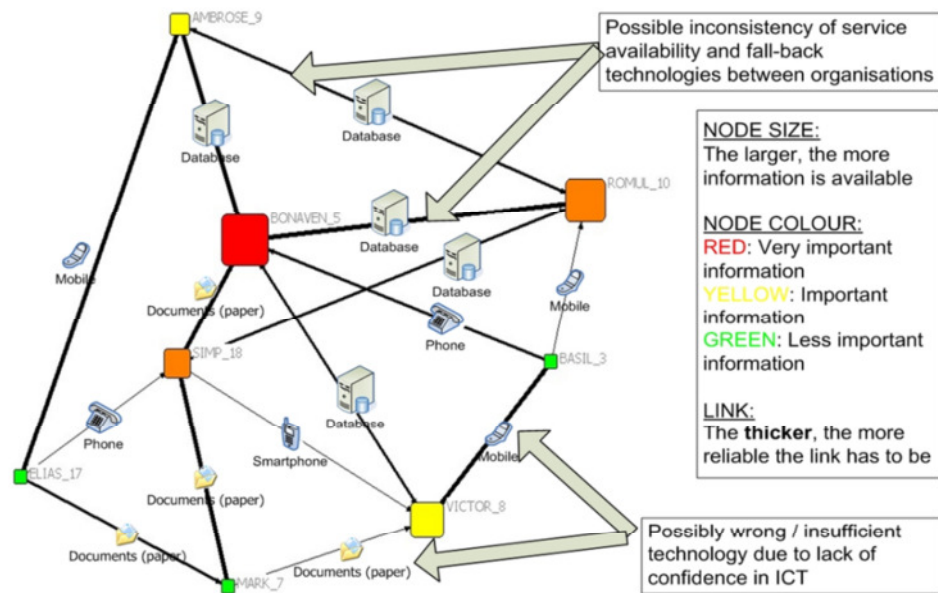 AMBROSE_9
Possible inconsistency of service
availability and fall-back
technologies between organisations
Database
Database
NODE SIZE:
The larger, the more
information is available
ROMUL_10
BONAVEN_5
Database
NODE COLOUR:
RED: Very important
information
YELLOW: Important
information
GREEN: Less important
information
Mobile
Database
Mobile
Documents (paper)
Phone
SIMP_18
BASIL_3
LINK:
The thicker, the more
reliable the link has to be
Database
Phone
Smartphone
Mobile
ELIAS_17
Documents (paper)
VICTOR_8
Documents (paper)
Documents (paper)
MARK_7
Possibly wrong / insufficient
technology due to lack of
confidence in ICT